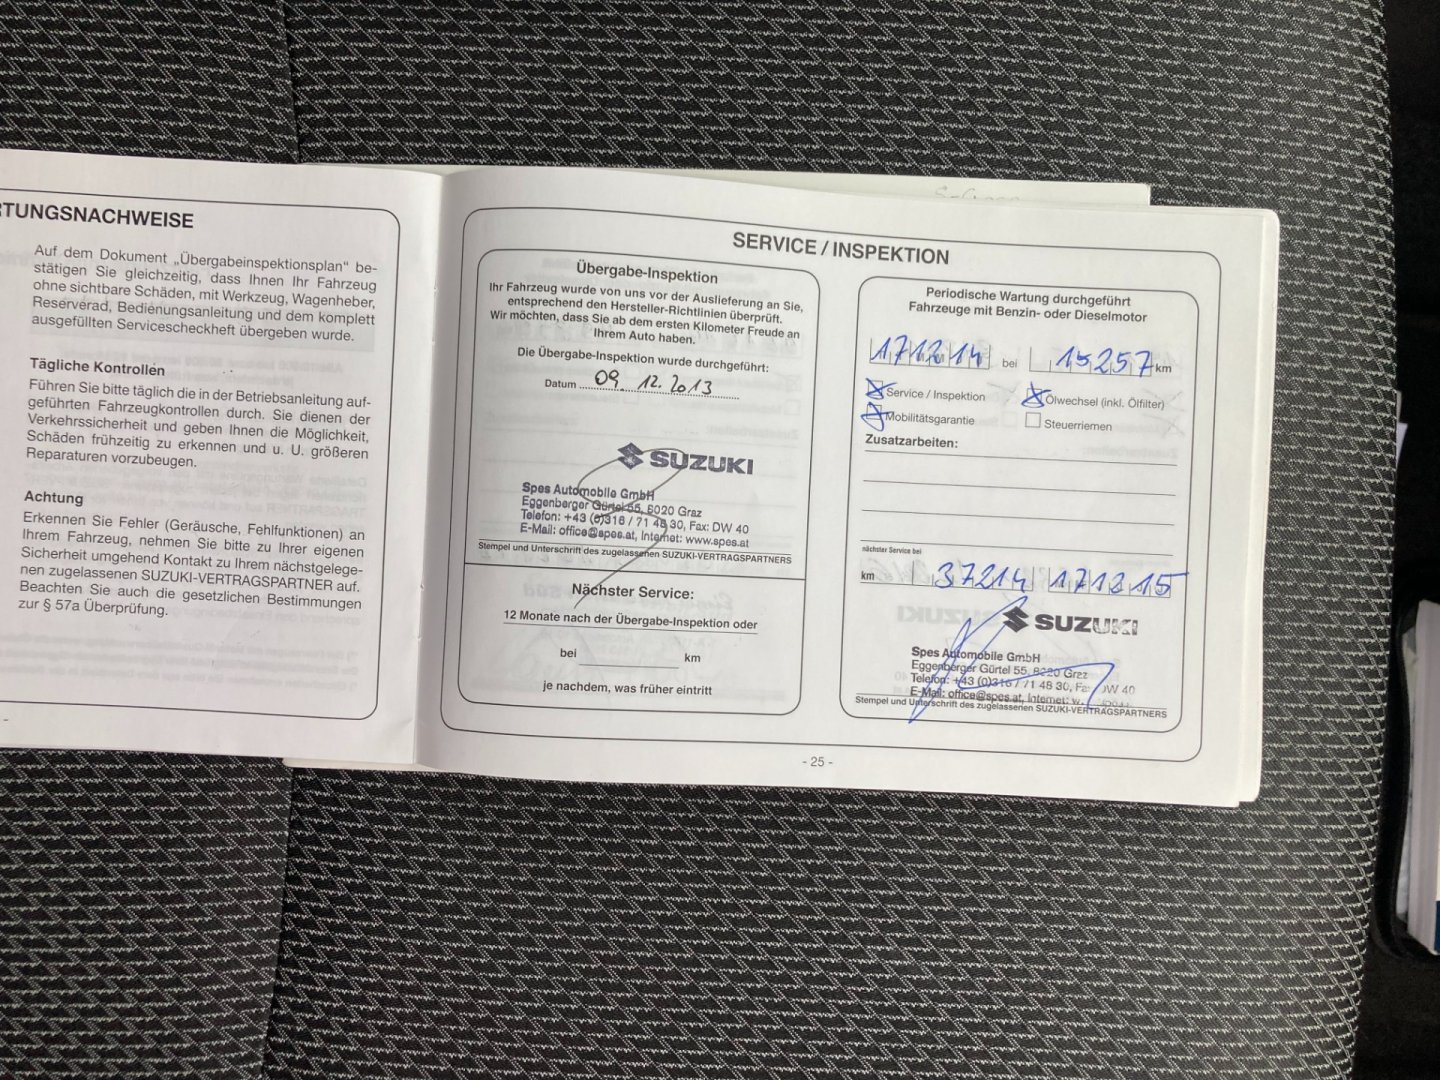 RTUNGSNACHWEISE
Auf dem Dokument „Übergabeinspektionsplan" be-
stätigen Sie gleichzeitig, dass Ihnen Ihr Fahrzeug
ohne sichtbare Schäden, mit Werkzeug, Wagenheber,
Reserverad, Bedienungsanleitung und dem komplett
ausgefüllten Servicescheckheft übergeben wurde.
Tägliche Kontrollen
Führen Sie bitte täglich die in der Betriebsanleitung auf-
geführten Fahrzeugkontrollen durch. Sie dienen der
Verkehrssicherheit und geben Ihnen die Möglichkeit,
Schäden frühzeitig zu erkennen und u. U. größeren
Reparaturen vorzubeugen.
Achtung
Erkennen Sie Fehler (Geräusche, Fehlfunktionen) an
Ihrem Fahrzeug, nehmen Sie bitte zu Ihrer eigenen
Sicherheit umgehend Kontakt zu Ihrem nächstgelege-
nen zugelassenen SUZUKI-VERTRAGSPARTNER auf.
Beachten Sie auch die gesetzlichen Bestimmungen
zur § 57a Überprüfung.
SERVICE / INSPEKTION
Übergabe-Inspektion
Ihr Fahrzeug wurde von uns vor der Auslieferung an Sie,
entsprechend den Hersteller-Richtlinien überprüft.
Wir möchten, dass Sie ab dem ersten Kilometer Freude an
Ihrem Auto haben.
Die Übergabe-Inspektion wurde durchgeführt:
Datum 09. 12. 2013
SUZUKI
Spes Automobile GmbH
Eggenberger Gürtel 55, 8020 Graz
Telefon: +43 (0)316 / 71 48 30, Fax: DW 40
E-Mail: office@spes.at, Internet: www.spes.at
Stempel und Unterschrift des zugelassenen SUZUKI-VERTRAGSPARTNERS
Nächster Service:
12 Monate nach der Übergabe-Inspektion oder
bei km
je nachdem, was früher eintritt
Periodische Wartung durchgeführt
Fahrzeuge mit Benzin- oder Dieselmotor
171214 bei 15257 km
Service / Inspektion Ölwechsel (inkl. Ölfilter)
Mobilitätsgarantie Steuerriemen
Zusatzarbeiten:
nächster Service bei
km 37214 171215
SUZUKI
Spes Automobile GmbH
Eggenberger Gürtel 55, 8020 Graz
Telefon: +43 (0)316 / 71 48 30, Fax: DW 40
E-Mail: office@spes.at, Internet:
Stempel und Unterschrift des zugelassenen SUZUKI-VERTRAGSPARTNERS
- 25 -